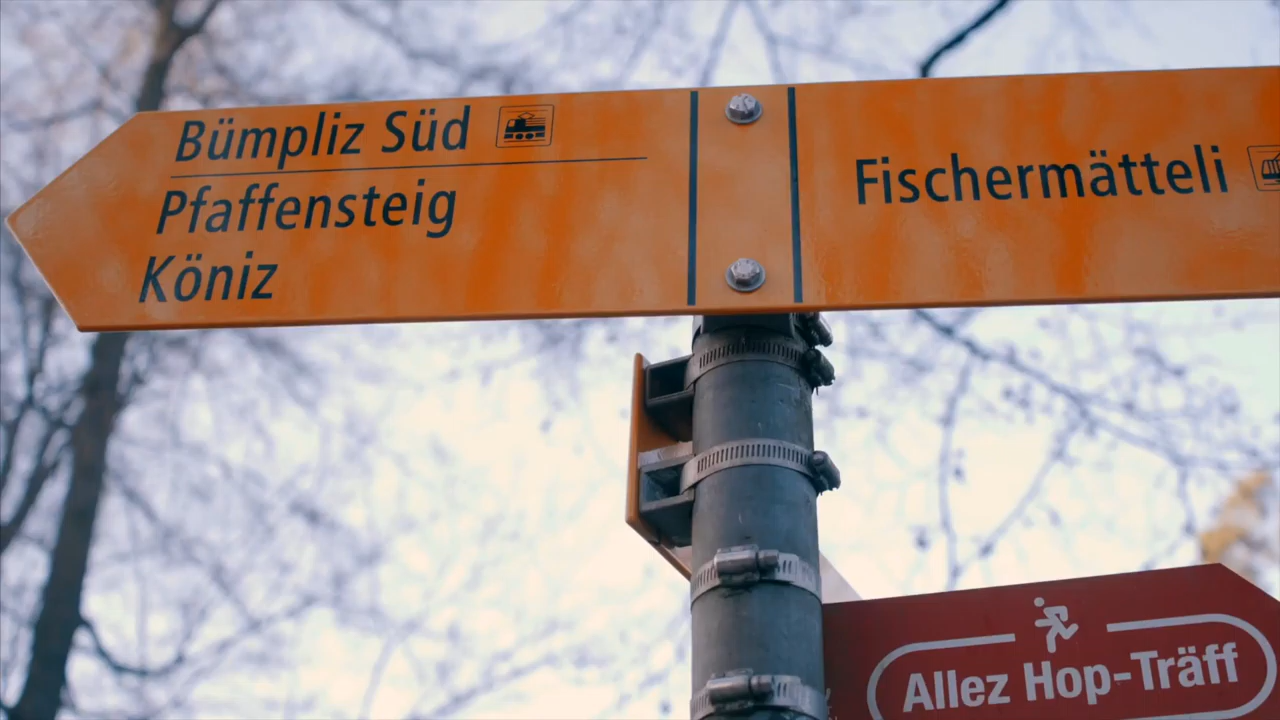 Bümpliz Süd
Pfaffensteig
Köniz
Fischermätteli
Allez Hop-Träff